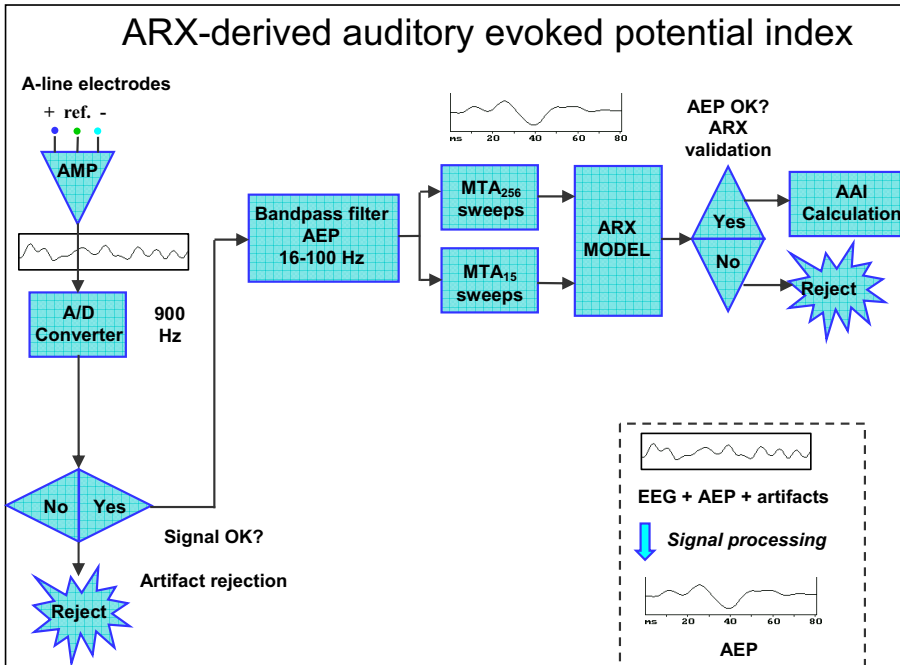 ARX-derived auditory evoked potential index
A-line electrodes
+ ref. -
AMP
A/D
Converter
900
Hz
No
Yes
Signal OK?
Artifact rejection
Reject
Bandpass filter
AEP
16-100 Hz
MTA256
sweeps
MTA15
sweeps
ms 20 40 60 80
ARX
MODEL
AEP OK?
ARX
validation
Yes
No
AAI
Calculation
Reject
EEG + AEP + artifacts
Signal processing
ms 20 40 60 80
AEP